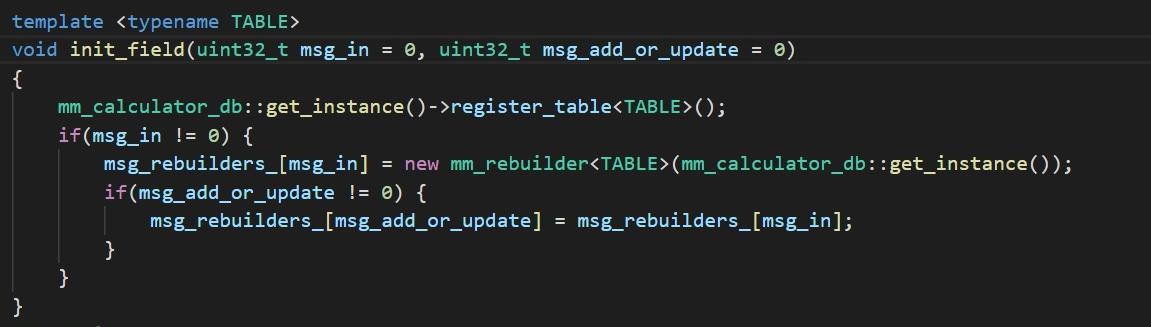 template <typename TABLE>
void init_field(uint32_t msg_in = 0, uint32_t msg_add_or_update = 0)
{
    mm_calculator_db::get_instance()->register_table<TABLE>();
    if(msg_in != 0) {
        msg_rebuilders_[msg_in] = new mm_rebuilder<TABLE>(mm_calculator_db::get_instance());
        if(msg_add_or_update != 0) {
            msg_rebuilders_[msg_add_or_update] = msg_rebuilders_[msg_in];
        }
    }
}